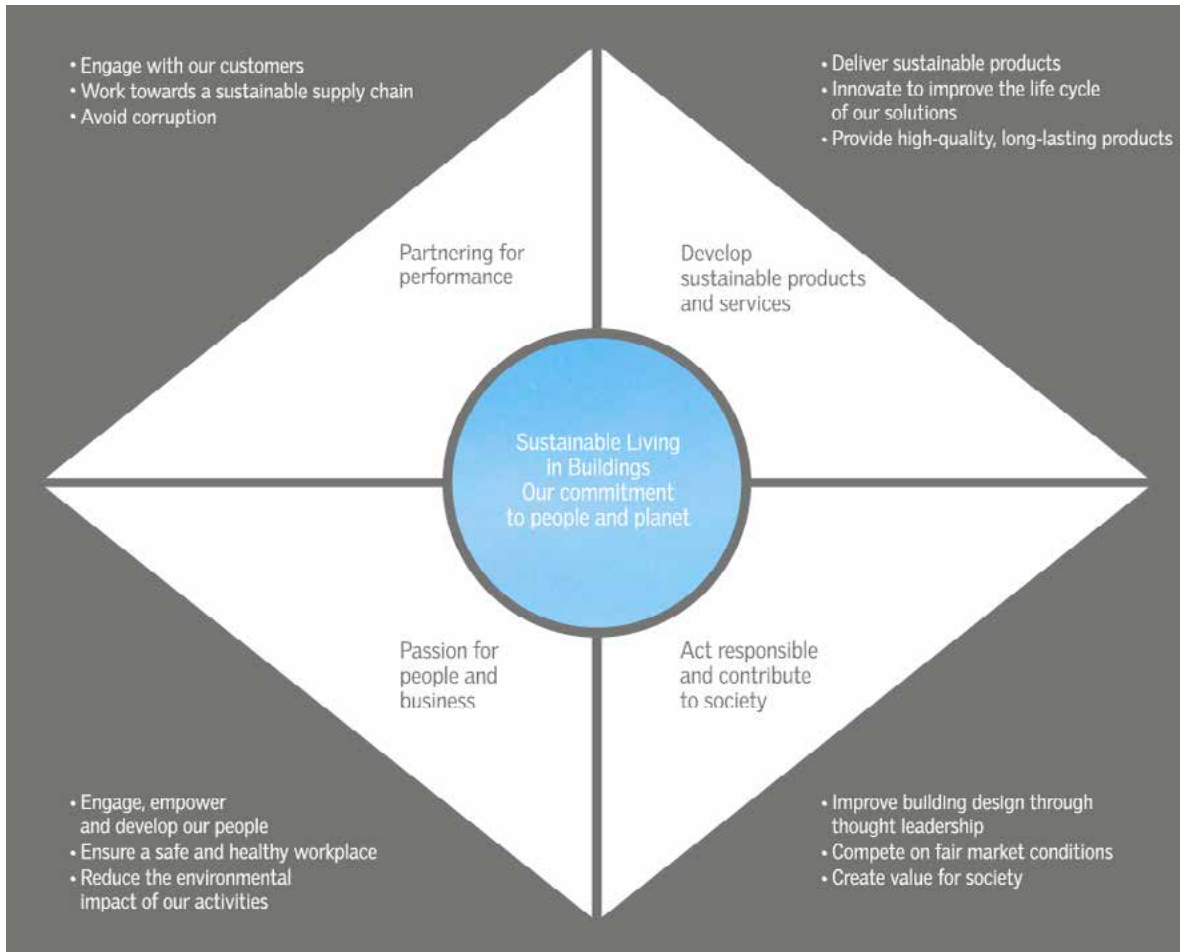 • Engage with our customers
• Work towards a sustainable supply chain
• Avoid corruption
• Deliver sustainable products
• Innovate to improve the life cycle
of our solutions
• Provide high-quality, long-lasting products
Partnering for
performance
Develop
sustainable products
and services
Sustainable Living
in Buildings
Our commitment
to people and planet
Passion for
people and
business
Act responsible
and contribute
to society
• Engage, empower
and develop our people
• Ensure a safe and healthy workplace
• Reduce the environmental
impact of our activities
• Improve building design through
thought leadership
• Compete on fair market conditions
• Create value for society